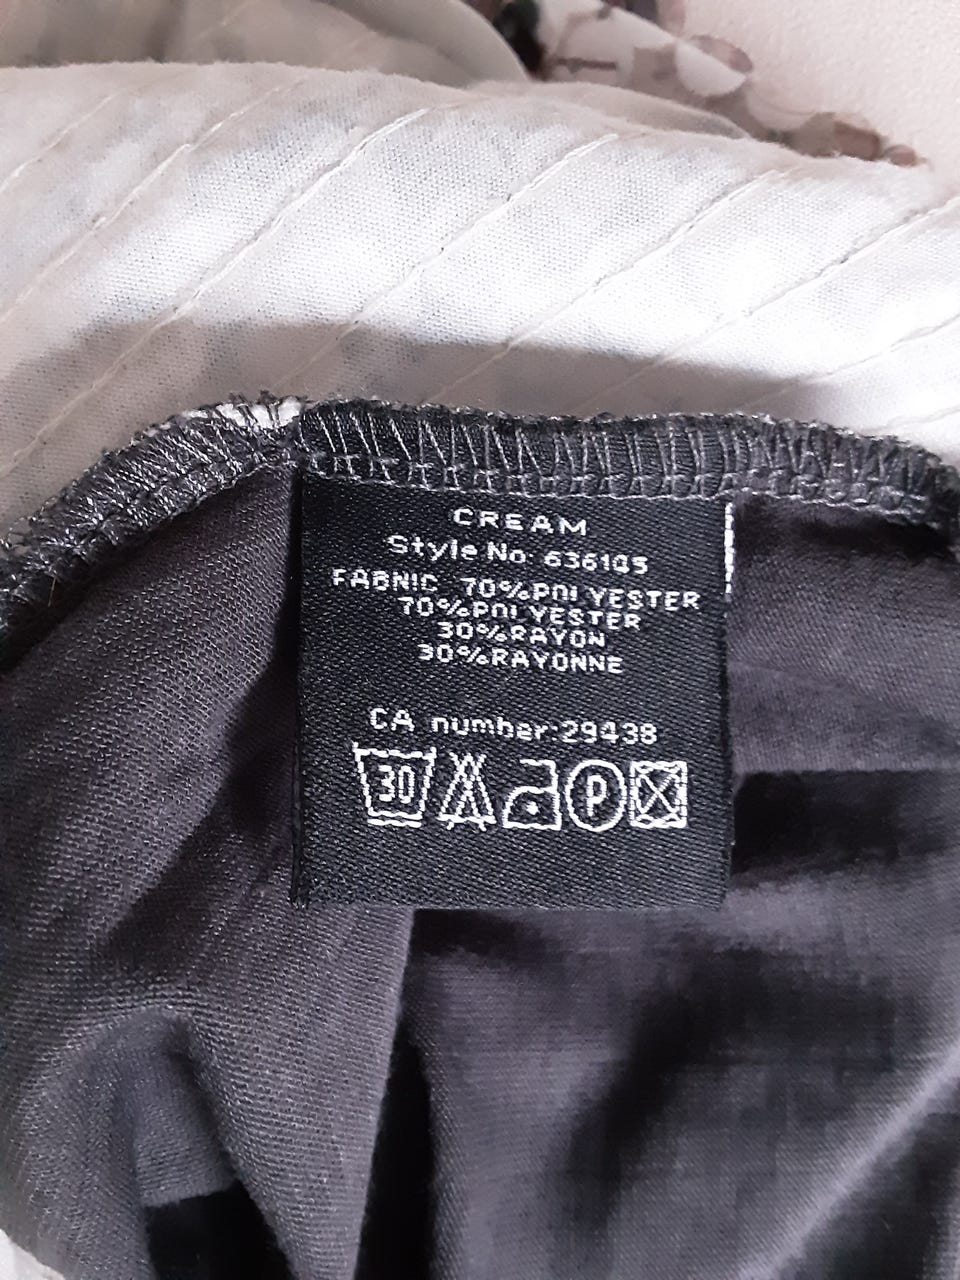 CREAM
Style No. 636105
FABNIC 70%POLYESTER
70%POLYESTER
30%RAYON
30%RAYONNE
CA number:29438
30 P